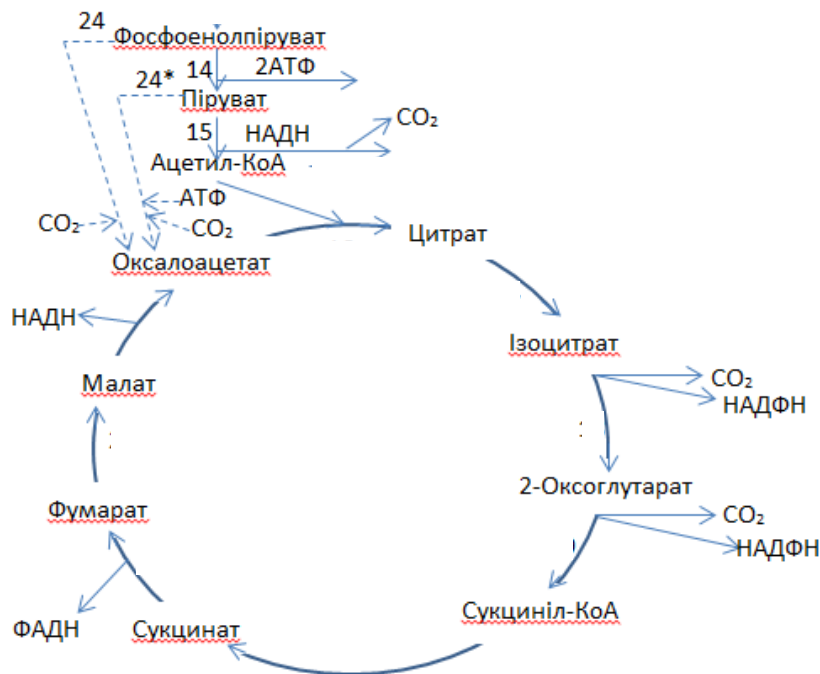 24
Фосфоенолпіруват
14
2АТФ
24*
Піруват
15
НАДН
CO₂
Ацетил-КоА
АТФ
CO₂
CO₂
Цитрат
Оксалоацетат
НАДН
Ізоцитрат
CO₂
НАДФН
Малат
2-Оксоглутарат
CO₂
НАДФН
Фумарат
Сукциніл-КоА
ФАДН
Сукцинат